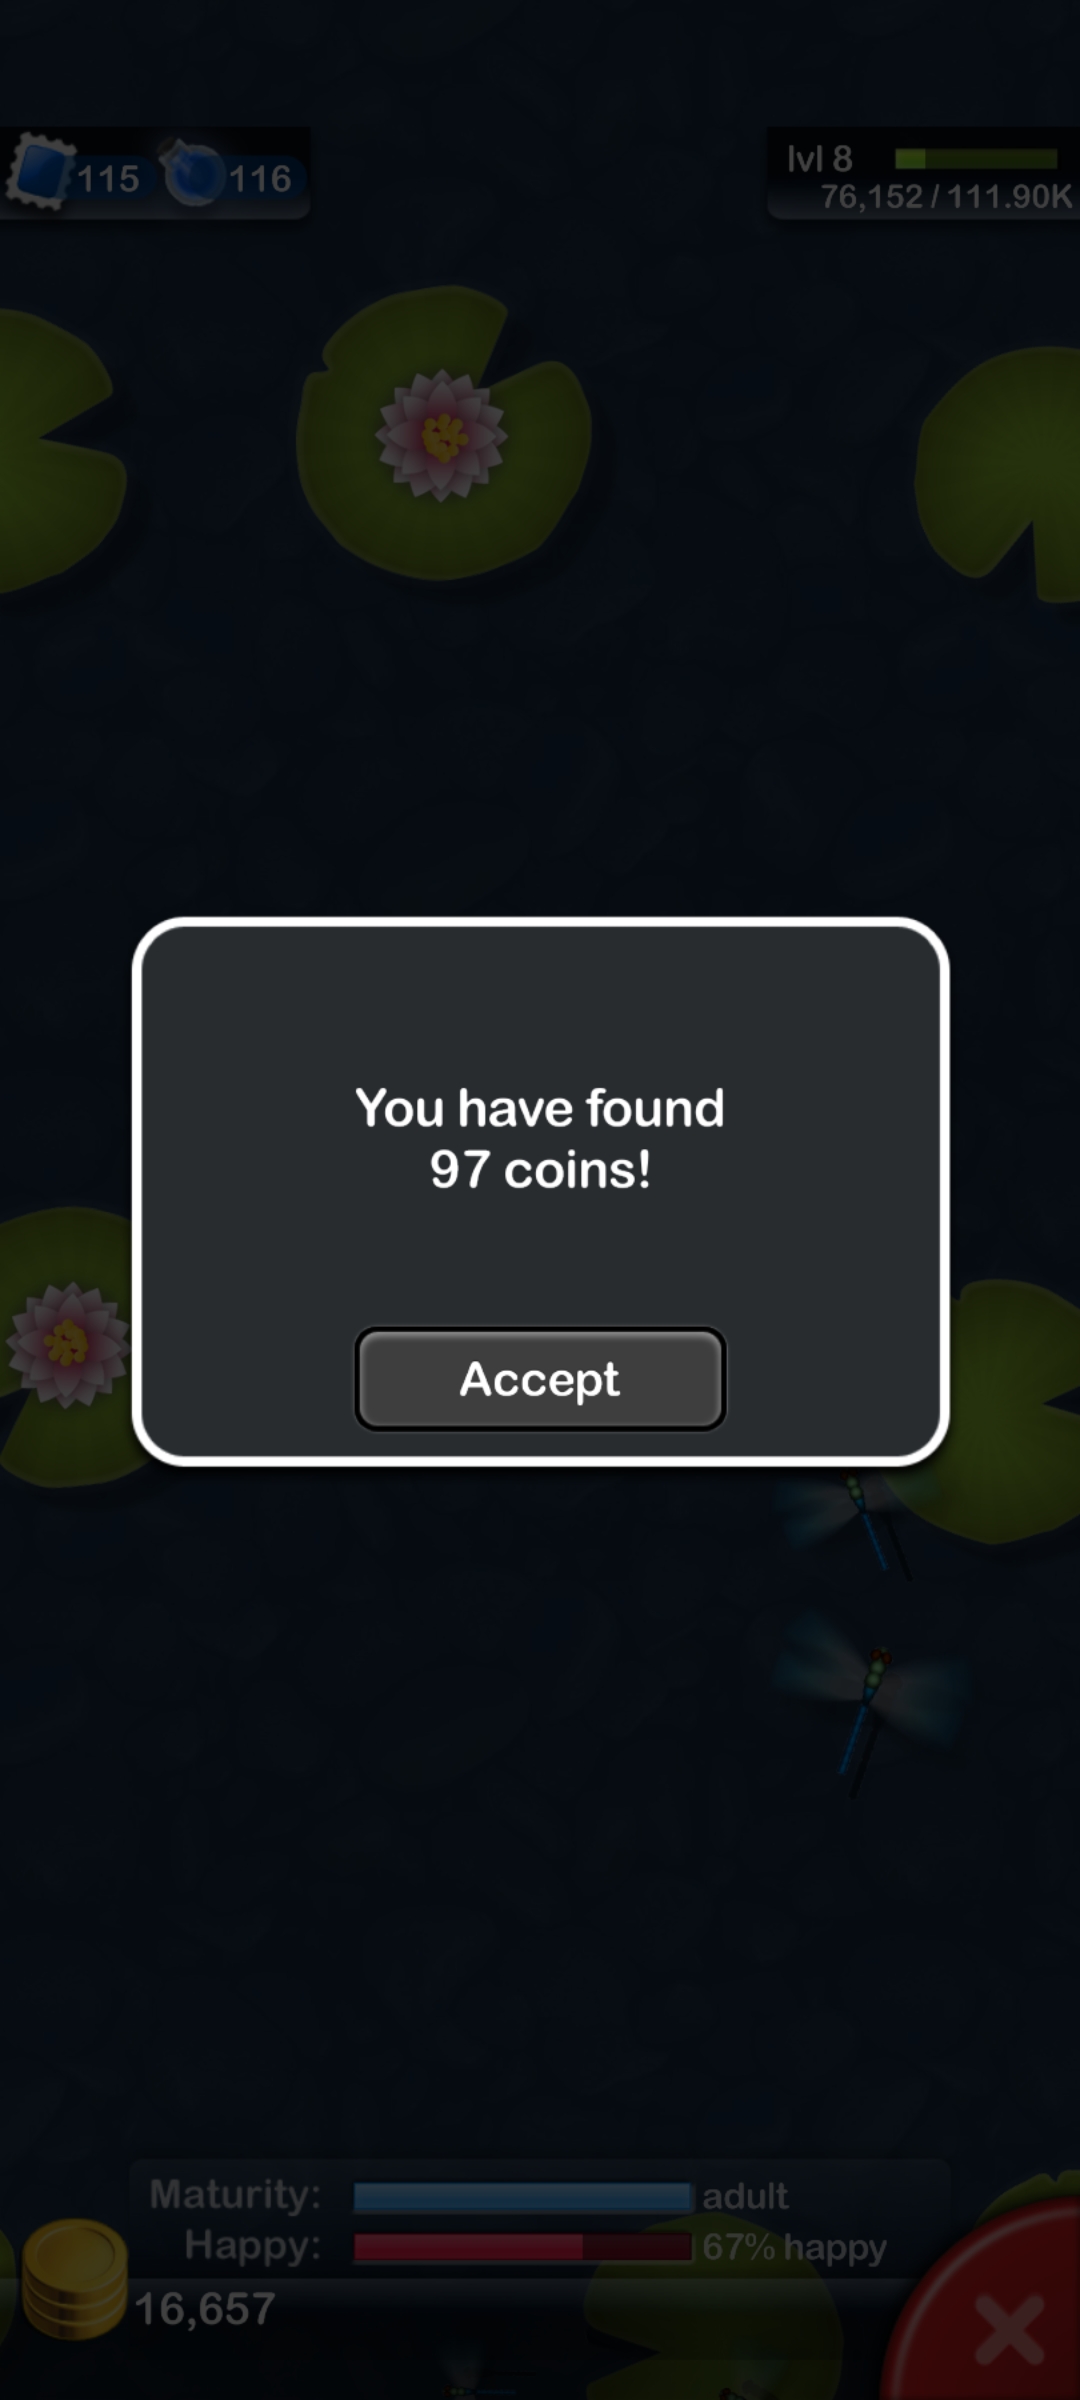 115 116
lvl 8
76,152 / 111.90K
You have found
97 coins!
Accept
Maturity: adult
Happy: 67% happy
16,657